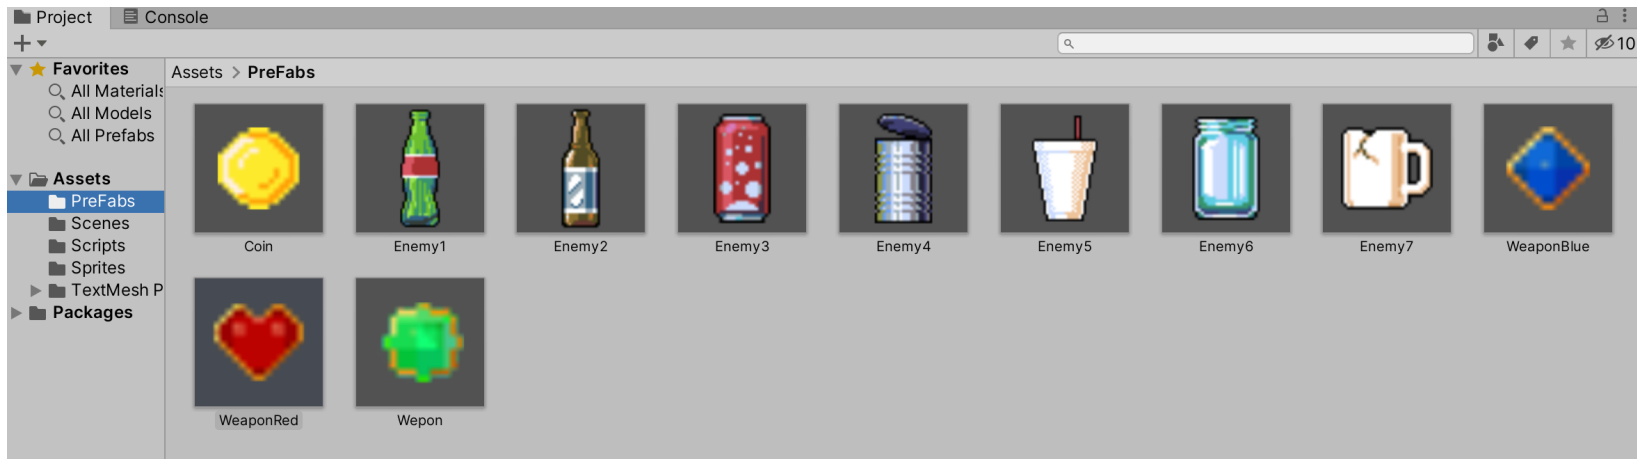 Project Console
10
Favorites
All Materials
All Models
All Prefabs
Assets
PreFabs
Scenes
Scripts
Sprites
TextMesh P
Packages
Assets > PreFabs
Coin Enemy1 Enemy2 Enemy3 Enemy4 Enemy5 Enemy6 Enemy7 WeaponBlue
WeaponRed Wepon